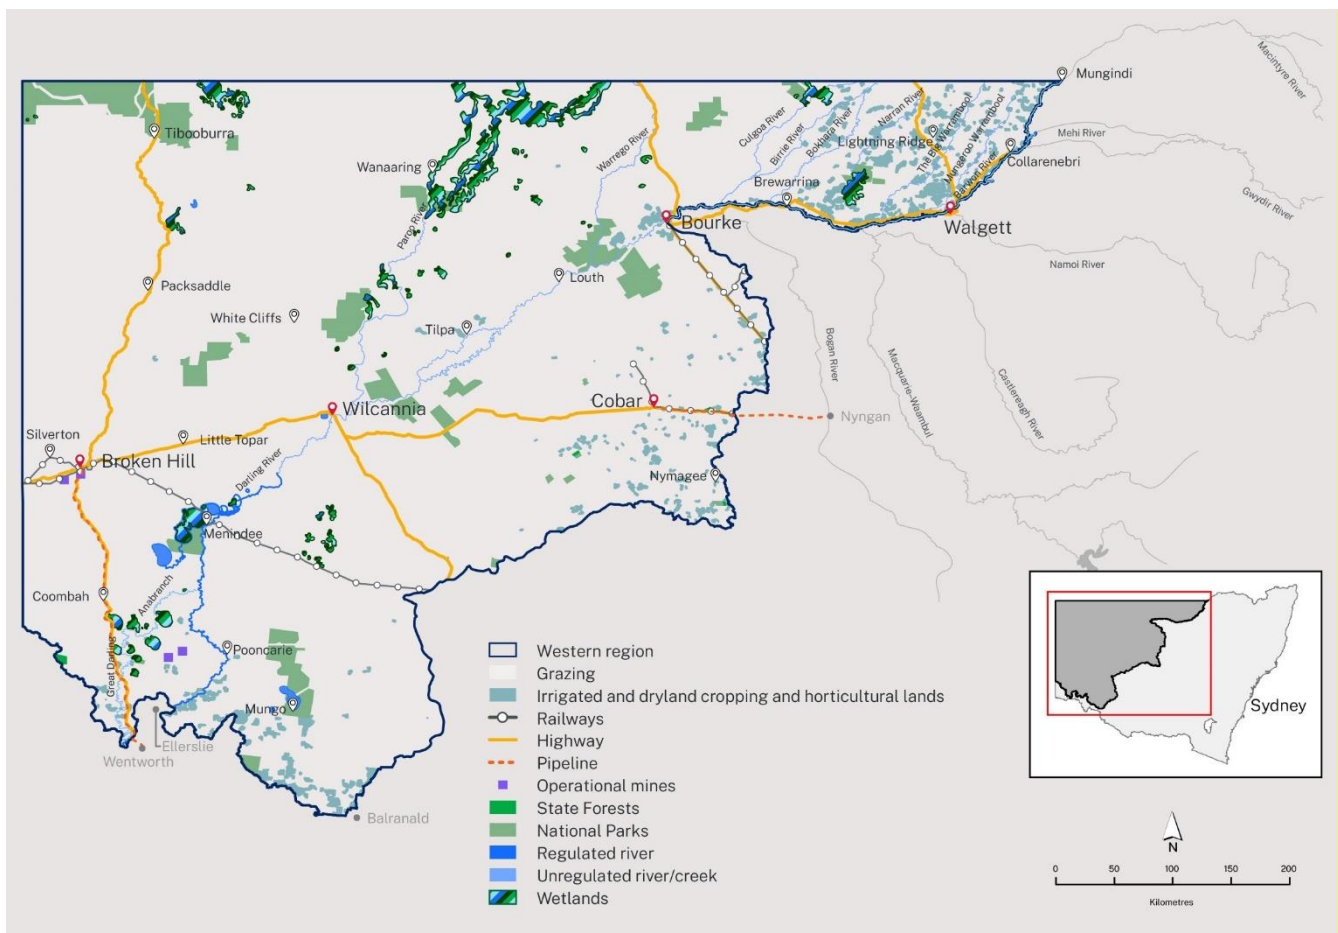 Mungindi
Macintyre River
Tibooburra
Culgoa River
Birrie River
Bokhara River
Narran River
Lightning Ridge
The Big Warrambool
Barwon River
Mehi River
Collarenebri
Warrego River
Wanaaring
Brewarrina
Gwydir River
Paroo River
Bourke
Walgett
Namoi River
Louth
Packsaddle
White Cliffs
Tilpa
Bogan River
Macquarie-Waambul
Castlereagh River
Cobar
Wilcannia
Nyngan
Silverton
Little Topar
Broken Hill
Darling River
Nymagee
Menindee
Coombah
Anabranch
Great Darling
Pooncarie
Mungo
Ellerslie
Wentworth
Balranald
Western region
Grazing
Irrigated and dryland cropping and horticultural lands
Railways
Highway
Pipeline
Operational mines
State Forests
National Parks
Regulated river
Unregulated river/creek
Wetlands
Sydney
N
0 50 100 150 200
Kilometres